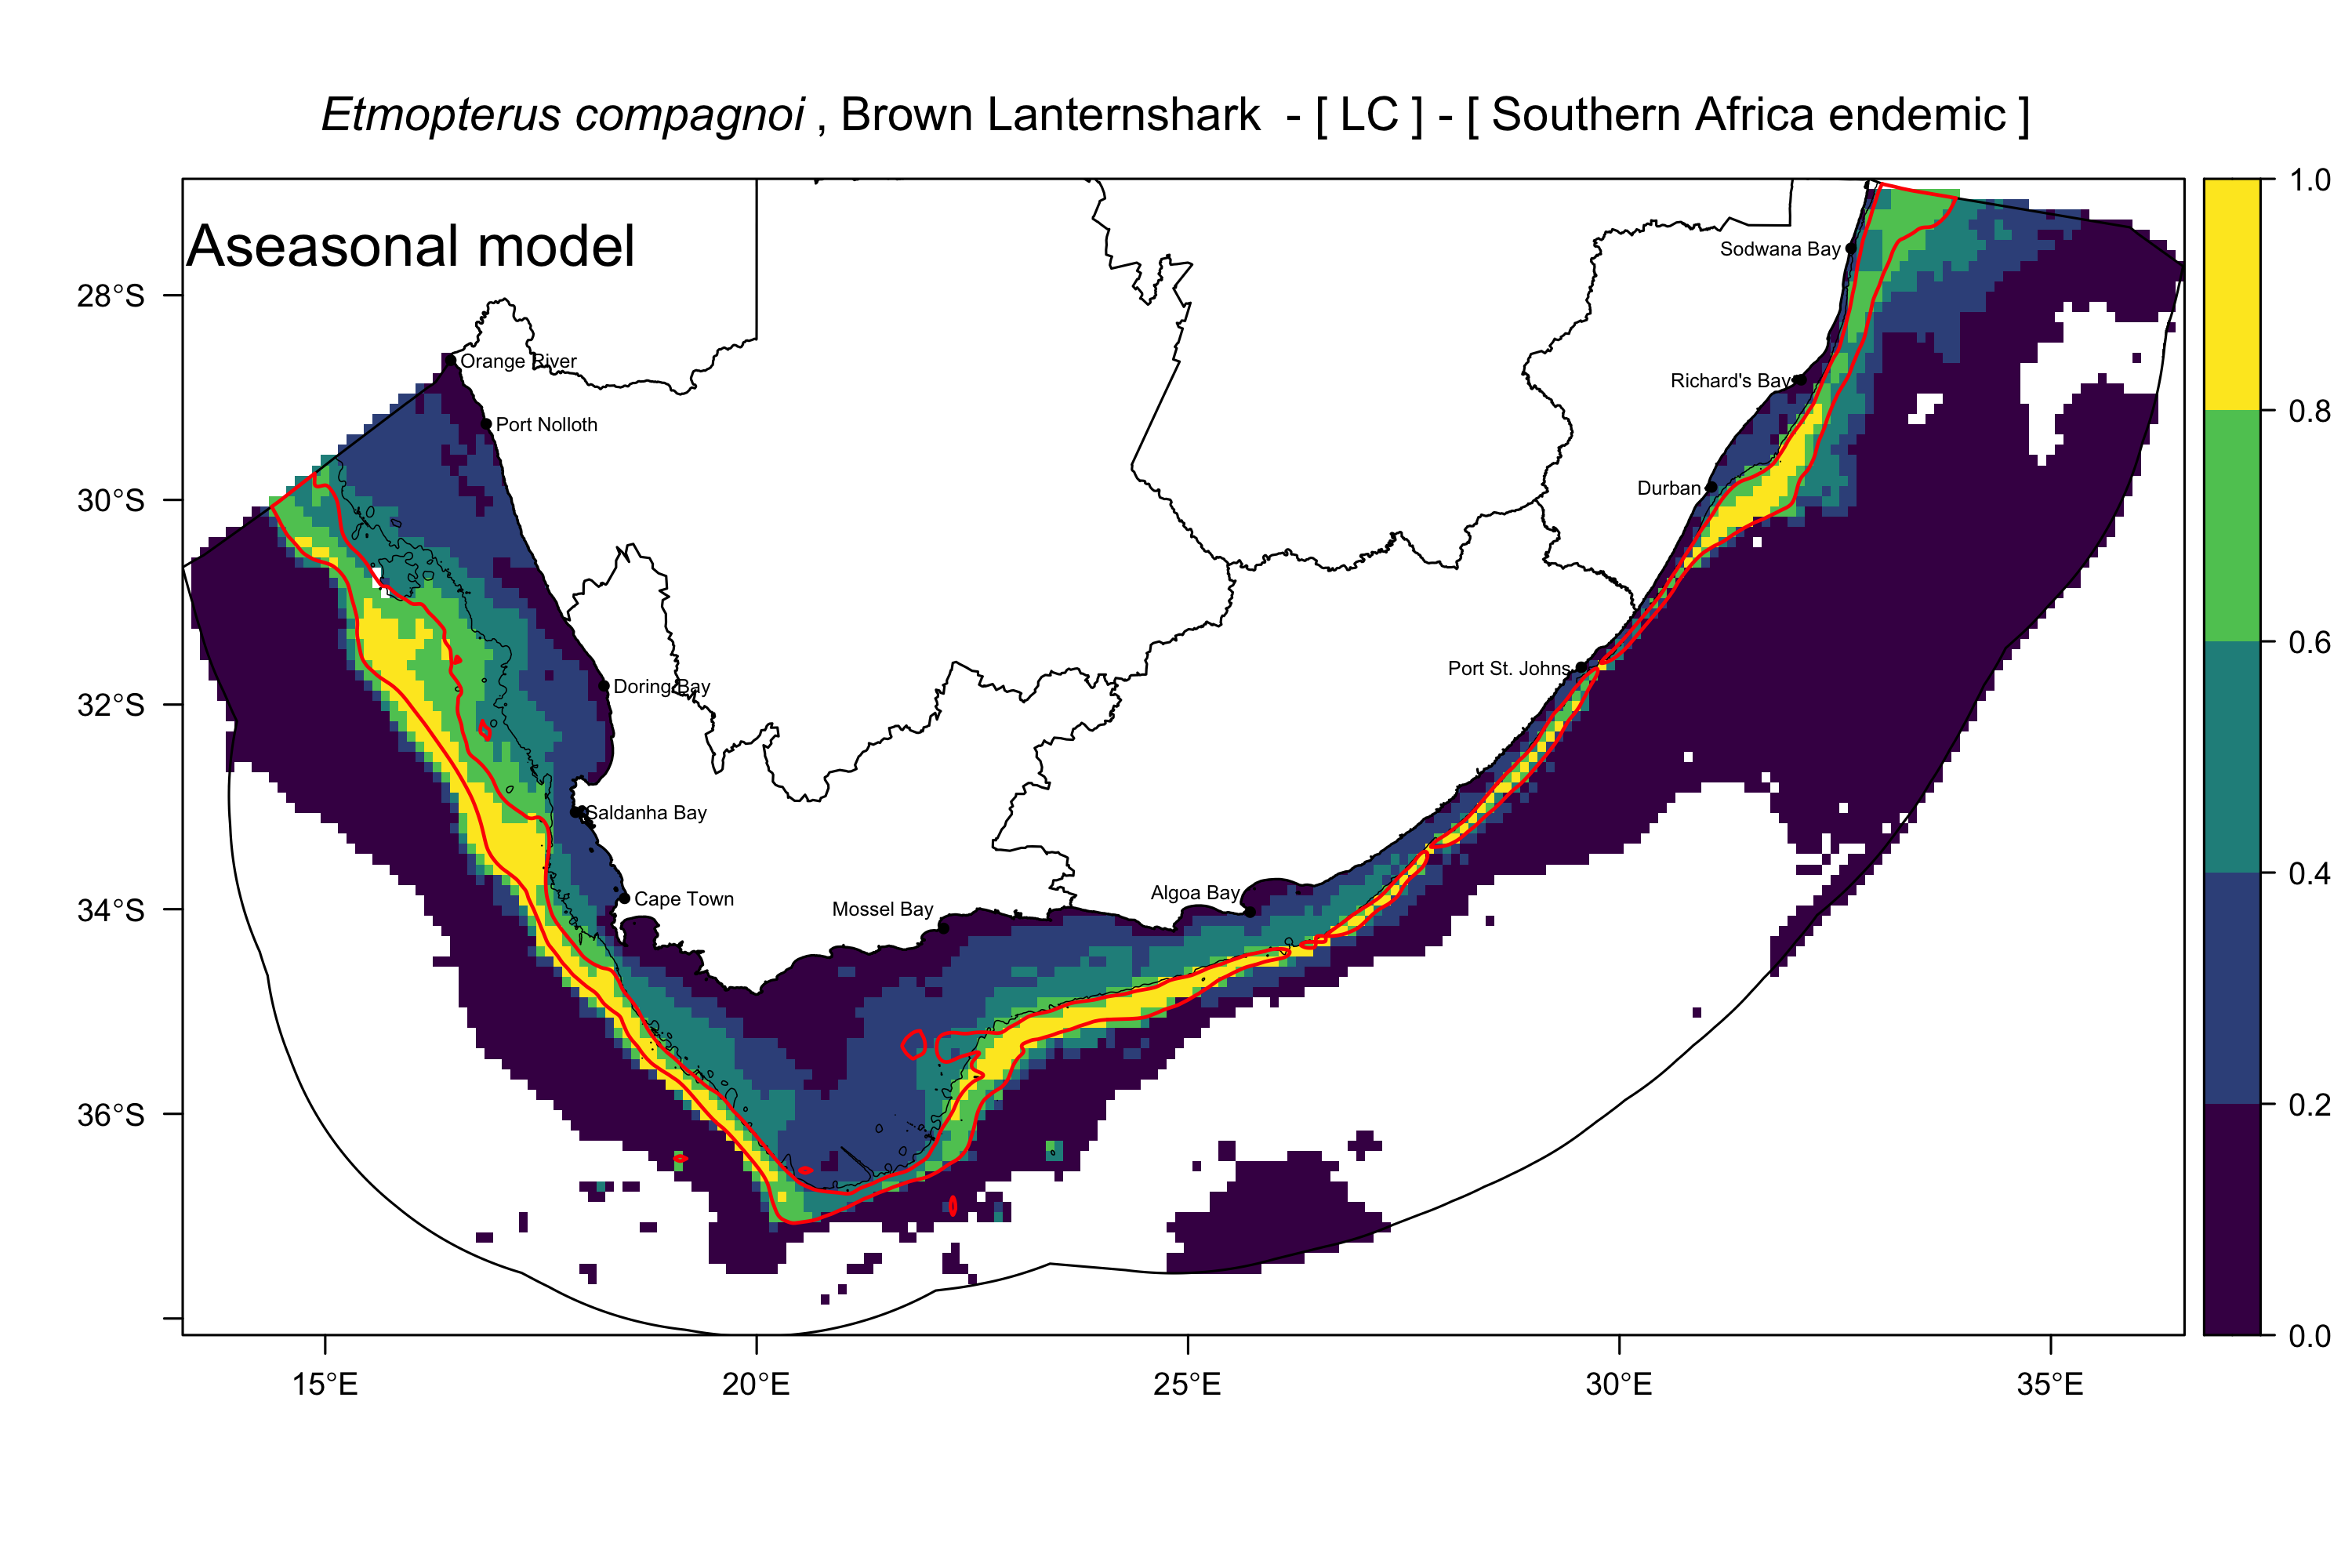 Etmopterus compagnoi , Brown Lanternshark - [ LC ] - [ Southern Africa endemic ]
Aseasonal model
Sodwana Bay
Orange River
Richard's Bay
Port Nolloth
Durban
Port St. Johns
Doring Bay
Saldanha Bay
Cape Town
Mossel Bay
Algoa Bay
28°S
30°S
32°S
34°S
36°S
15°E
20°E
25°E
30°E
35°E
1.0
0.8
0.6
0.4
0.2
0.0